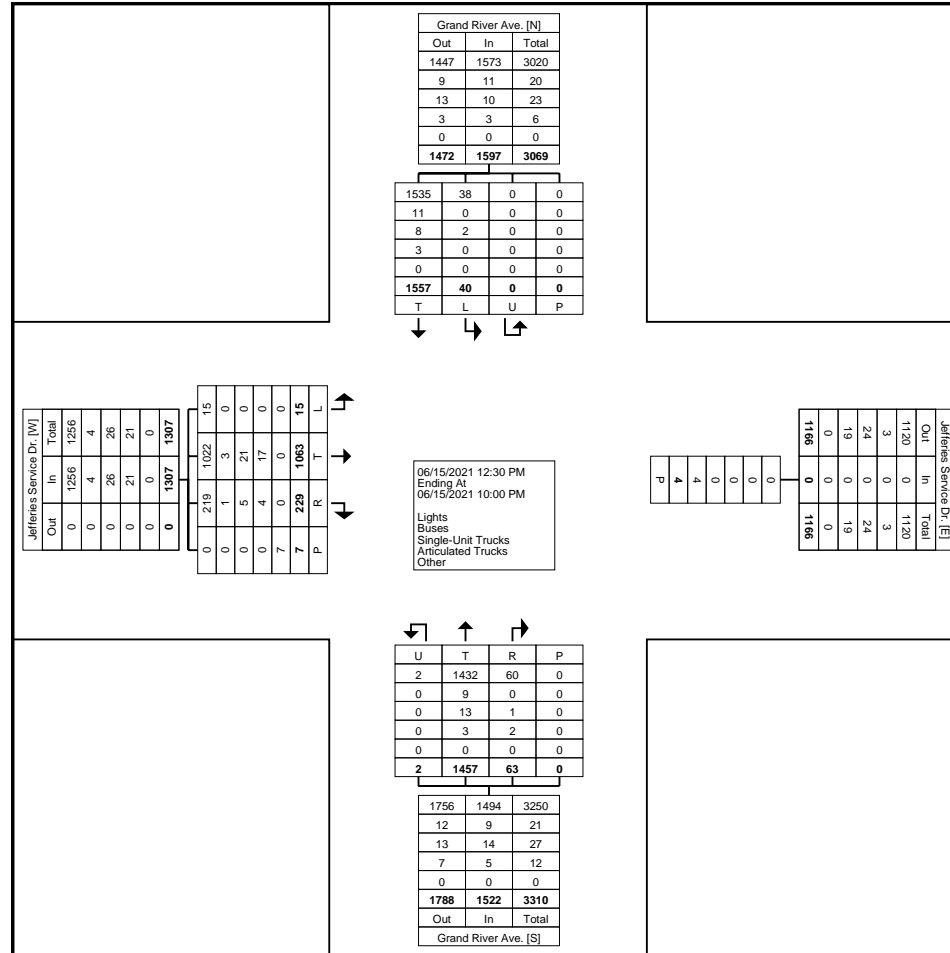 Grand River Ave. [N]
Out In Total
1447 1573 3020
9 11 20
13 10 23
3 3 6
0 0 0
1472 1597 3069
1535 38 0 0
11 0 0 0
8 2 0 0
3 0 0 0
0 0 0 0
1557 40 0 0
T L U P
Jefferies Service Dr. [W]
Out In Total
0 1256 1256
0 4 4
0 26 26
0 21 21
0 0 0
0 1307 1307
15 1022 219 0
0 3 1 0
0 21 5 0
0 17 4 0
0 0 0 7
15 1063 229 7
L T R P
06/15/2021 12:30 PM
Ending At
06/15/2021 10:00 PM
Lights
Buses
Single-Unit Trucks
Articulated Trucks
Other
Jefferies Service Dr. [E]
Out In Total
1120 0 1120
3 0 3
24 0 24
19 0 19
0 0 0
1166 0 1166
0
0
0
0
4
4
P
U T R P
2 1432 60 0
0 9 0 0
0 13 1 0
0 3 2 0
0 0 0 0
2 1457 63 0
1756 1494 3250
12 9 21
13 14 27
7 5 12
0 0 0
1788 1522 3310
Out In Total
Grand River Ave. [S]